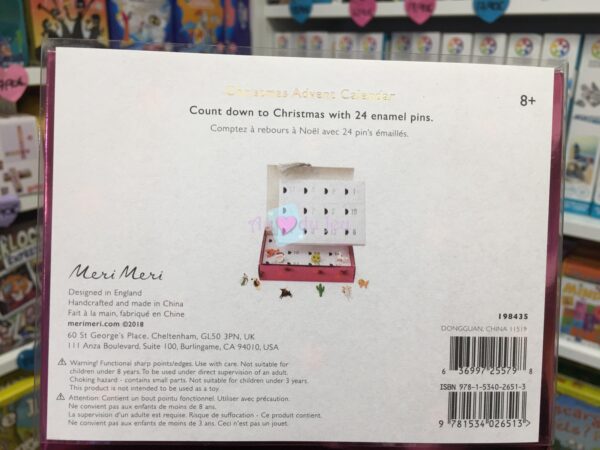 Christmas Advent Calendar
8+
Count down to Christmas with 24 enamel pins.
Comptez à rebours à Noël avec 24 pin's émaillés.
Meri Meri
Designed in England
Handcrafted and made in China
Fait à la main, fabriqué en Chine
merimeri.com ©2018
60 St George's Place, Cheltenham, GL50 3PN, UK
111 Anza Boulevard, Suite 100, Burlingame, CA 94010, USA
Warning! Functional sharp points/edges. Use with care. Not suitable for
children under 8 years. To be used under direct supervision of an adult.
Choking hazard - contains small parts. Not suitable for children under 3 years.
This product is not intended to be used as a toy.
Attention: Contient un bout pointu fonctionnel. Utiliser avec précaution.
Ne convient pas aux enfants de moins de 8 ans.
La supervision d'un adulte est requise. Risque de suffocation - Ce produit contient.
Ne convient pas aux enfants de moins de 3 ans. Ceci n'est pas un jouet.
198435
DONGGUAN, CHINA 11519
6 36997 25579 8
ISBN 978-1-5340-2651-3
9 781534 026513